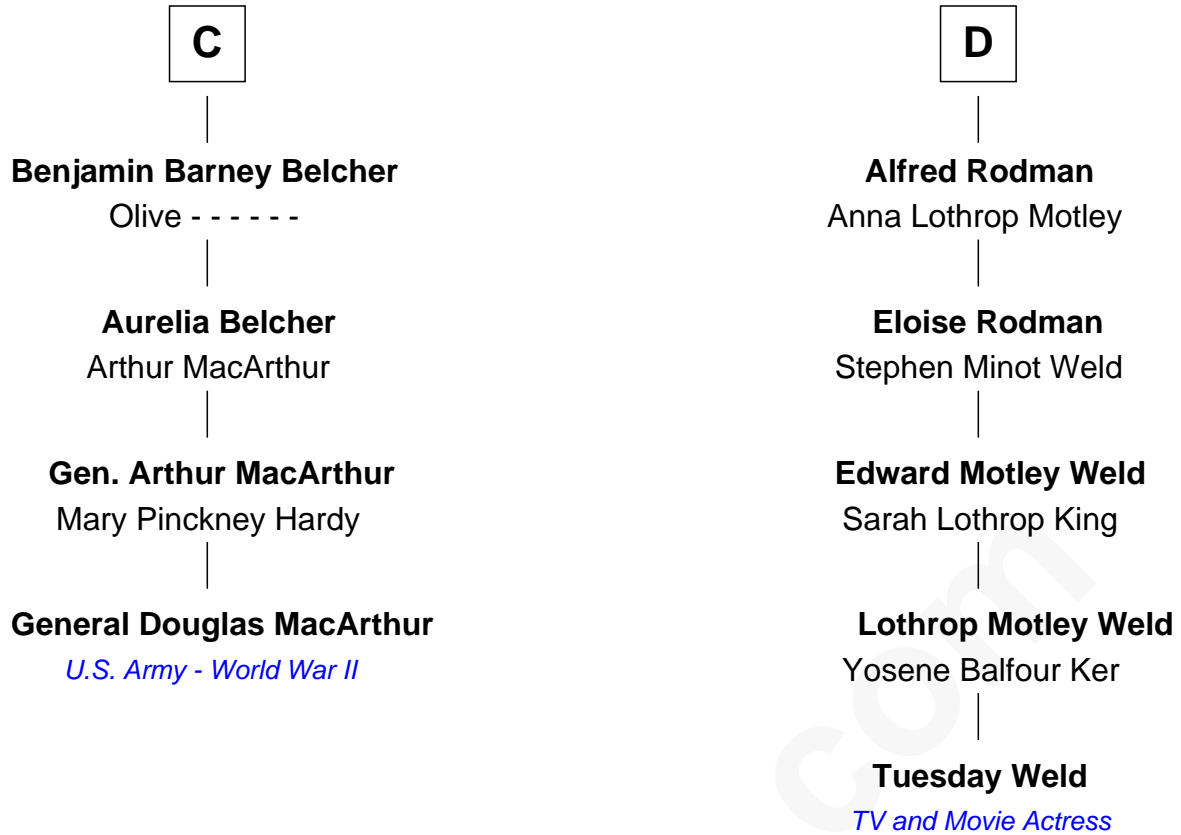 C
Benjamin Barney Belcher
Olive - - - - - -
Aurelia Belcher
Arthur MacArthur
Gen. Arthur MacArthur
Mary Pinckney Hardy
General Douglas MacArthur
U.S. Army - World War II
D
Alfred Rodman
Anna Lothrop Motley
Eloise Rodman
Stephen Minot Weld
Edward Motley Weld
Sarah Lothrop King
Lothrop Motley Weld
Yosene Balfour Ker
Tuesday Weld
TV and Movie Actress
com